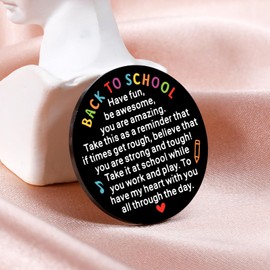 BACK TO SCHOOL
Have fun,
be awesome,
you are amazing.
Take this as a reminder that
if times get rough, believe that
you are strong and tough!
Take it at school while
you work and play. To
have my heart with you
all through the day.